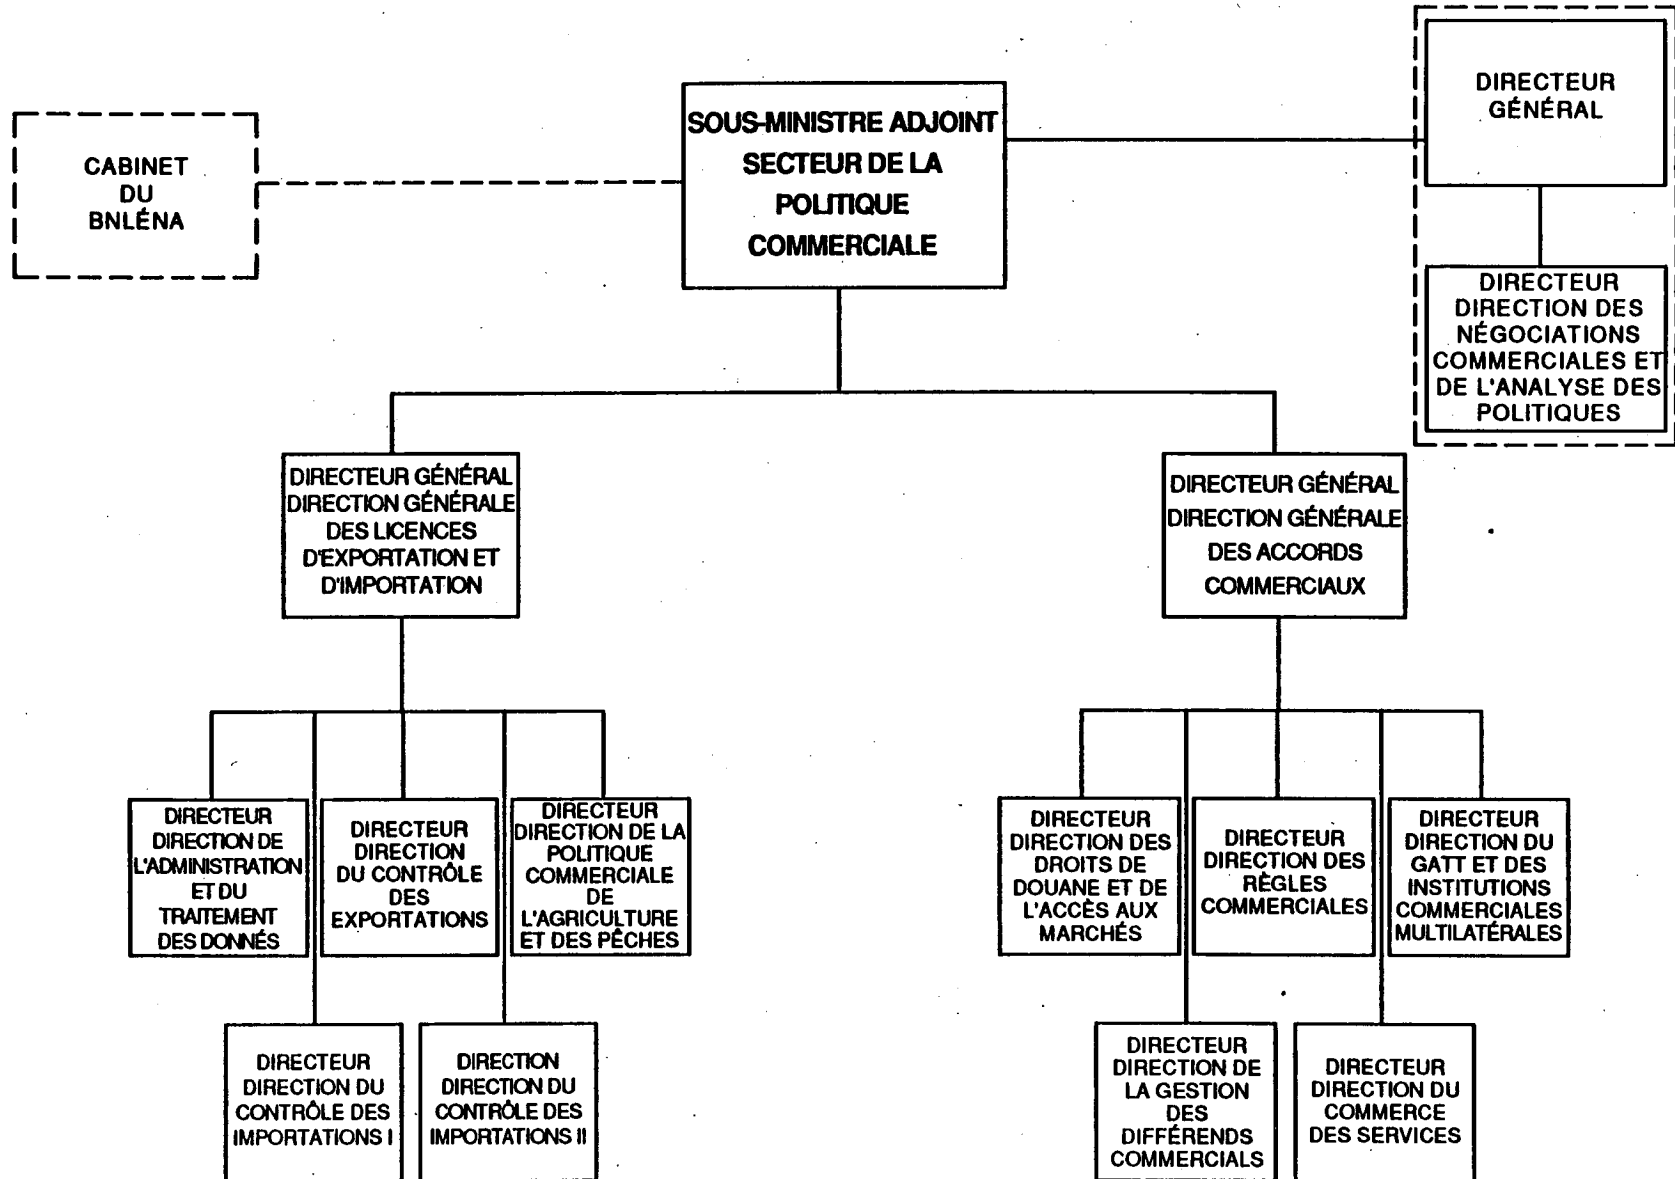 CABINET
DU
BNLÉNA
SOUS-MINISTRE ADJOINT
SECTEUR DE LA
POLITIQUE
COMMERCIALE
DIRECTEUR
GÉNÉRAL
DIRECTEUR
DIRECTION DES
NÉGOCIATIONS
COMMERCIALES ET
DE L'ANALYSE DES
POLITIQUES
DIRECTEUR GÉNÉRAL
DIRECTION GÉNÉRALE
DES LICENCES
D'EXPORTATION ET
D'IMPORTATION
DIRECTEUR GÉNÉRAL
DIRECTION GÉNÉRALE
DES ACCORDS
COMMERCIAUX
DIRECTEUR
DIRECTION DE
L'ADMINISTRATION
ET DU
TRAITEMENT
DES DONNÉS
DIRECTEUR
DIRECTION
DU CONTRÔLE
DES
EXPORTATIONS
DIRECTEUR
DIRECTION DE LA
POLITIQUE
COMMERCIALE
DE
L'AGRICULTURE
ET DES PÊCHES
DIRECTEUR
DIRECTION DES
DROITS DE
DOUANE ET DE
L'ACCÈS AUX
MARCHÉS
DIRECTEUR
DIRECTION DES
RÈGLES
COMMERCIALES
DIRECTEUR
DIRECTION DU
GATT ET DES
INSTITUTIONS
COMMERCIALES
MULTILATÉRALES
DIRECTEUR
DIRECTION DU
CONTRÔLE DES
IMPORTATIONS I
DIRECTION
DIRECTION DU
CONTRÔLE DES
IMPORTATIONS II
DIRECTEUR
DIRECTION DE
LA GESTION
DES
DIFFÉRENDS
COMMERCIALS
DIRECTEUR
DIRECTION DU
COMMERCE
DES SERVICES